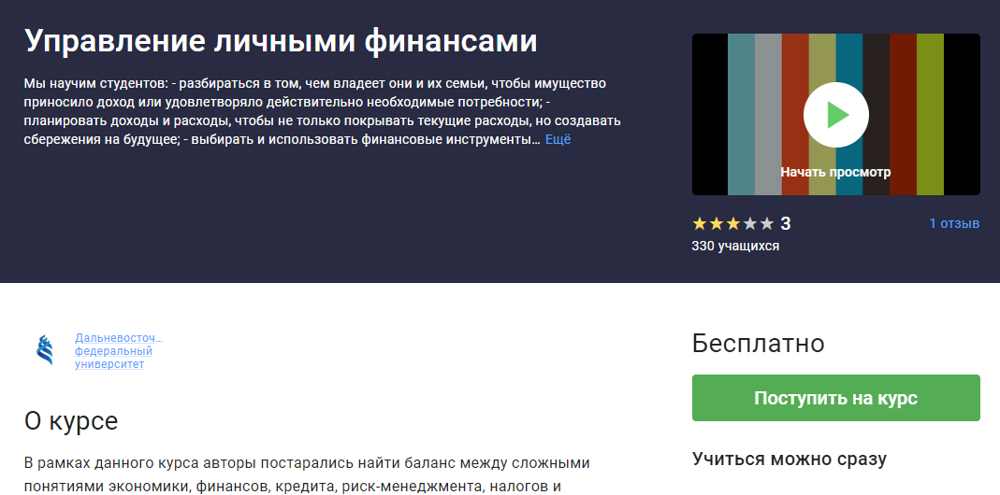 Управление личными финансами
Мы научим студентов: - разбираться в том, чем владеет они и их семьи, чтобы имущество
приносило доход или удовлетворяло действительно необходимые потребности; -
планировать доходы и расходы, чтобы не только покрывать текущие расходы, но создавать
сбережения на будущее; - выбирать и использовать финансовые инструменты... Ещё
Начать просмотр
3
1 отзыв
330 учащихся
Дальневосточ...
федеральный
университет
Бесплатно
Поступить на курс
О курсе
Учиться можно сразу
В рамках данного курса авторы постарались найти баланс между сложными
понятиями экономики, финансов, кредита, риск-менеджмента, налогов и